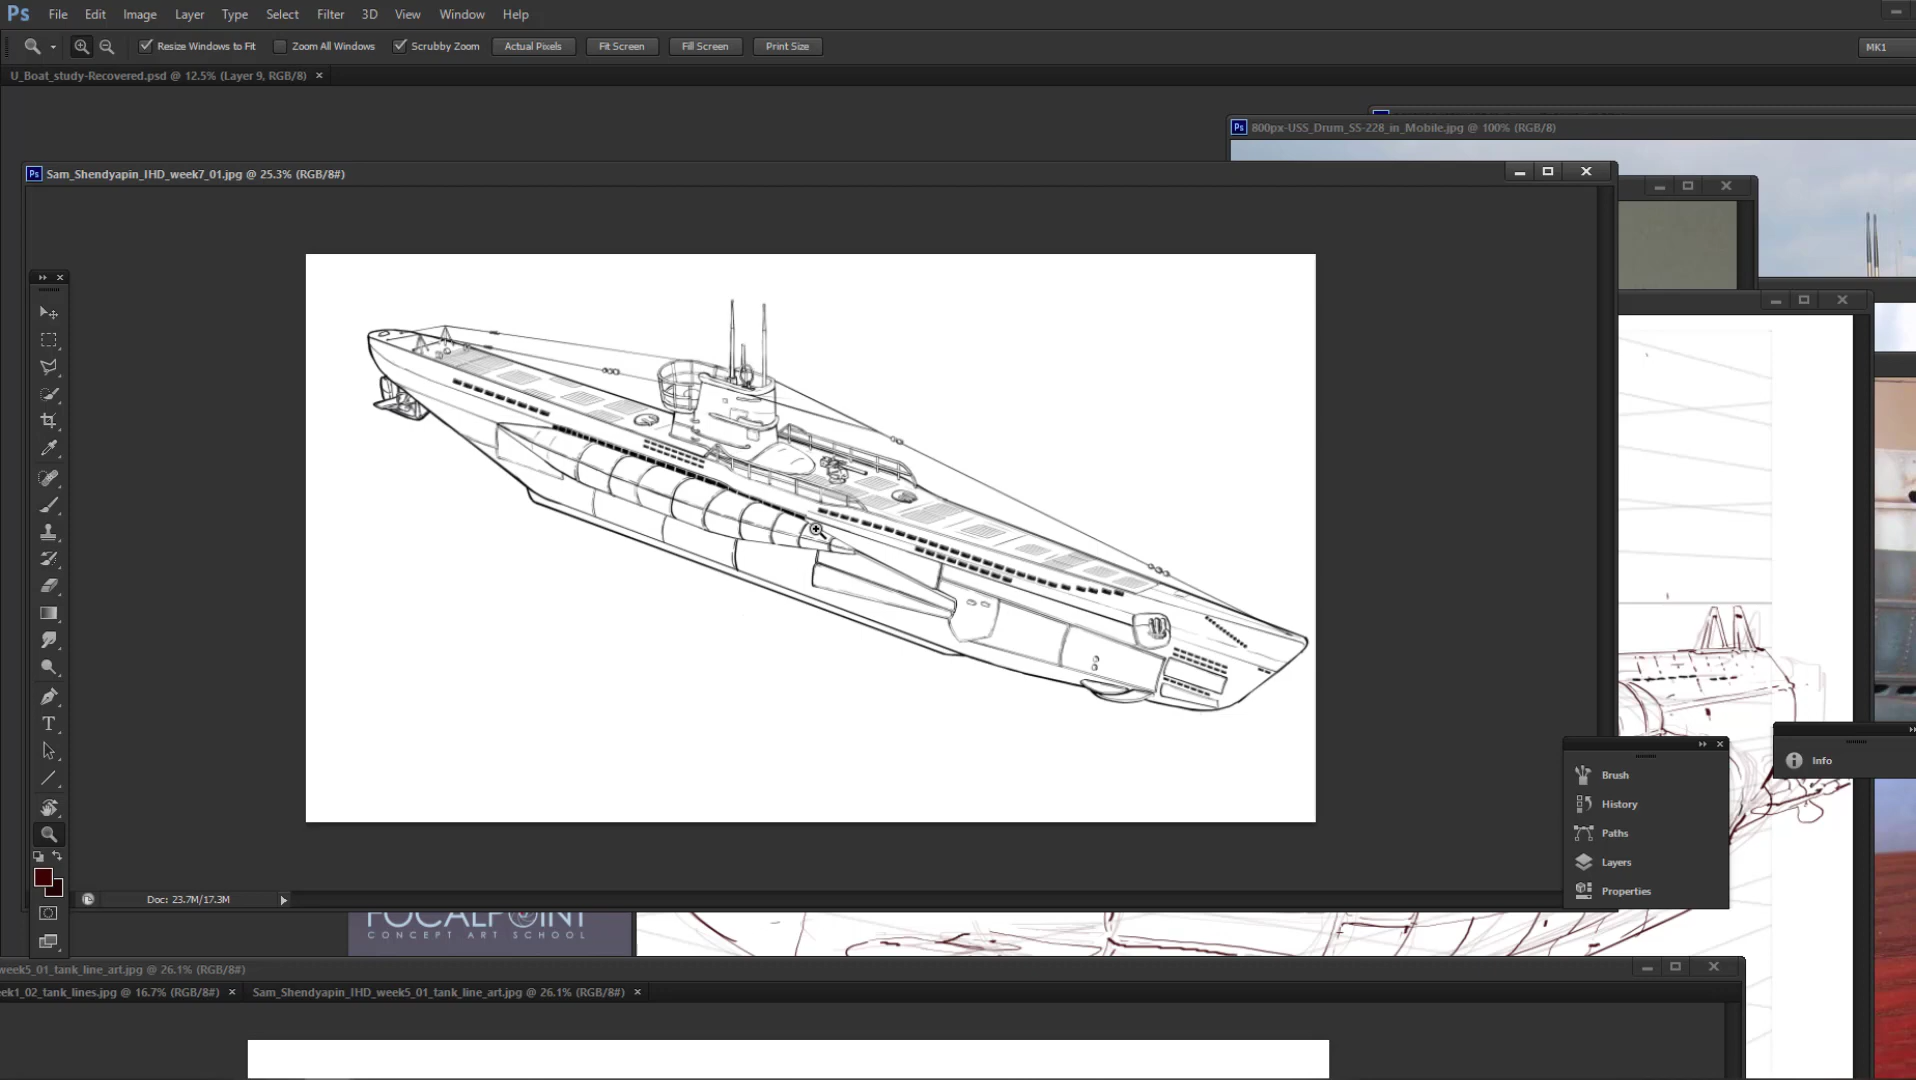 Ps File Edit Image Layer Type Select Filter 3D View Window Help
Resize Windows to Fit Zoom All Windows Scrubby Zoom Actual Pixels Fit Screen Fill Screen Print Size MK1
U_Boat_study-Recovered.psd @ 12.5% (Layer 9, RGB/8) ×
Ps 800px-USS_Drum_SS-228_in_Mobile.jpg @ 100% (RGB/8)
Ps Sam_Shendyapin_IHD_week7_01.jpg @ 25.3% (RGB/8#)
T
Brush
History
Paths
Layers
Properties
Info
Doc: 23.7M/17.3M
FOCALPOINT
CONCEPT ART SCHOOL
week5_01_tank_line_art.jpg @ 26.1% (RGB/8#)
ek1_02_tank_lines.jpg @ 16.7% (RGB/8#) × Sam_Shendyapin_IHD_week5_01_tank_line_art.jpg @ 26.1% (RGB/8#) ×